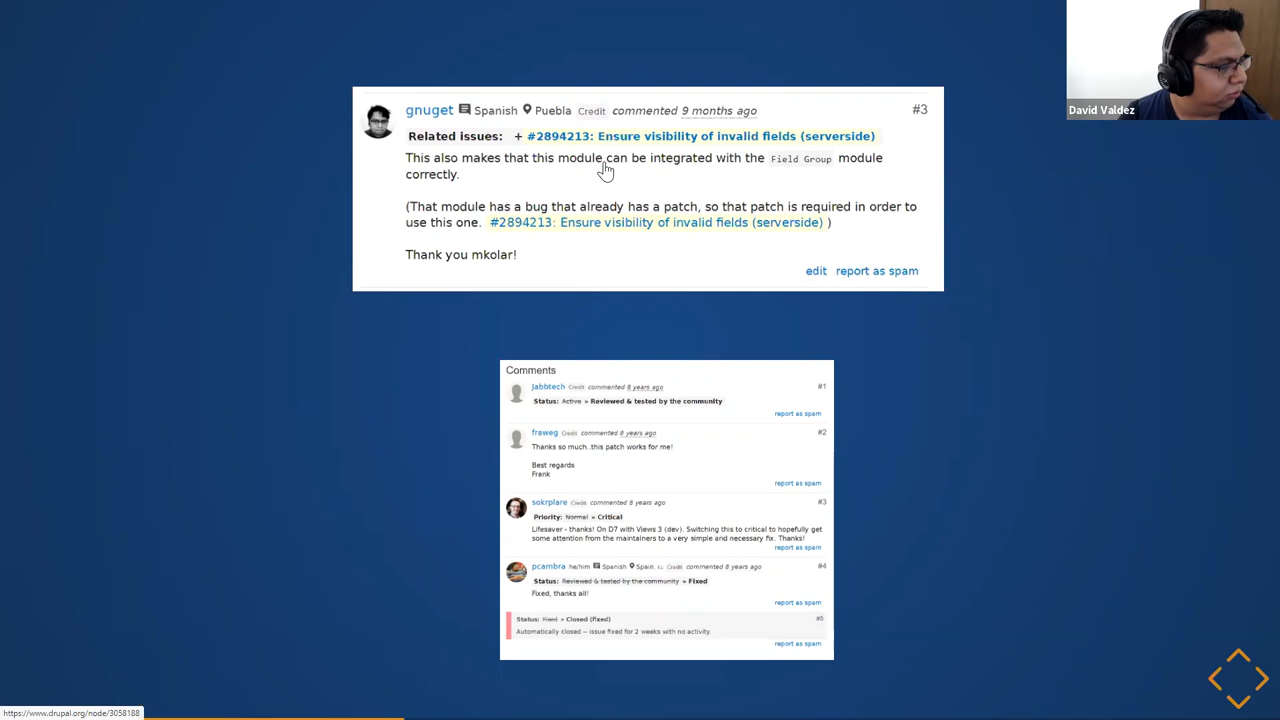 David Valdez
gnuget Spanish Puebla Credit commented 9 months ago #3
Related issues: + #2894213: Ensure visibility of invalid fields (serverside)
This also makes that this module can be integrated with the Field Group module
correctly.
(That module has a bug that already has a patch, so that patch is required in order to
use this one. #2894213: Ensure visibility of invalid fields (serverside) )
Thank you mkolar!
edit report as spam
Comments
Jabbtech Credit commented 8 years ago #1
Status: Active » Reviewed & tested by the community
report as spam
fraweg Credit commented 8 years ago #2
Thanks so much..this patch works for me!
Best regards
Frank
report as spam
sokrplare Credit commented 8 years ago #3
Priority: Normal » Critical
Lifesaver - thanks! On D7 with Views 3 (dev). Switching this to critical to hopefully get
some attention from the maintainers to a very simple and necessary fix. Thanks!
report as spam
pcambra he/him Spanish Spain, Credit commented 8 years ago #4
Status: Reviewed & tested by the community » Fixed
Fixed, thanks all!
report as spam
Status: Fixed » Closed (fixed) #5
Automatically closed -- issue fixed for 2 weeks with no activity.
report as spam
https://www.drupal.org/node/3058188